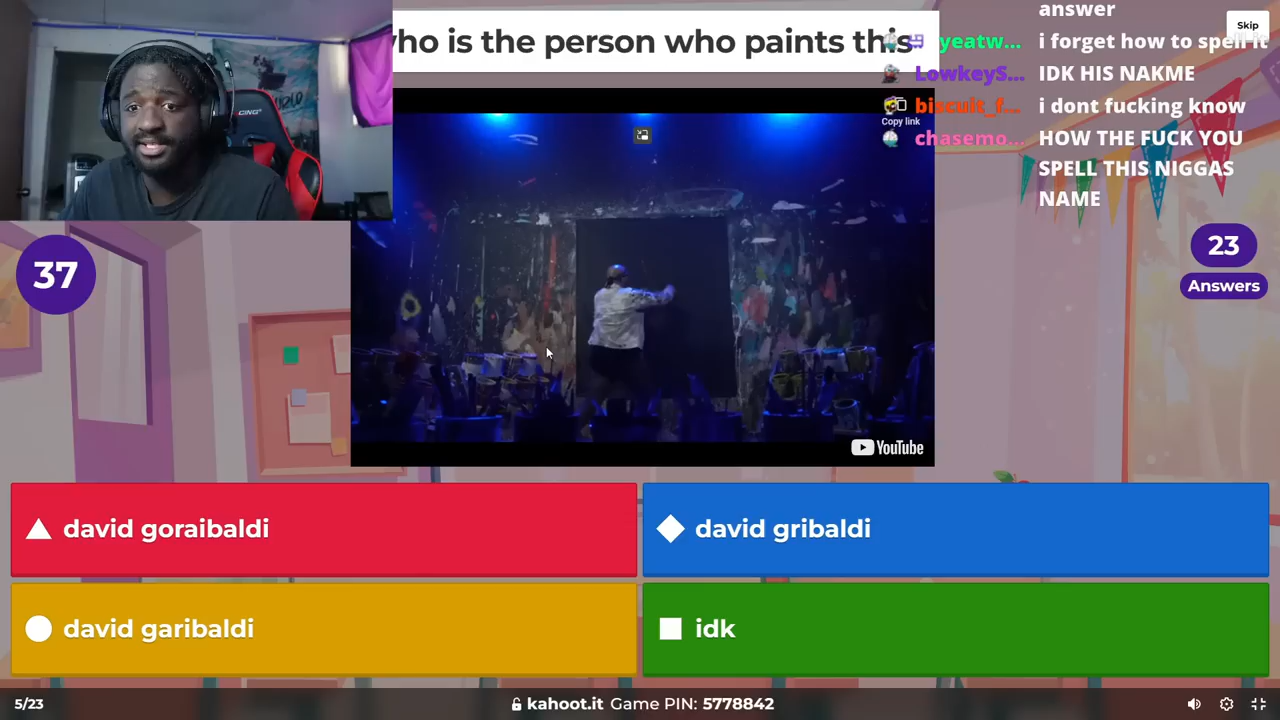 who is the person who paints this
Skip
answer
yeatw... i forget how to spell it
LowkeyS... IDK HIS NAKME
biscuit_f... i dont fucking know
Copy link
chasemo... HOW THE FUCK YOU
SPELL THIS NIGGAS
NAME
CING
37
23
Answers
YouTube
david goraibaldi
david gribaldi
david garibaldi
idk
5/23
kahoot.it Game PIN: 5778842